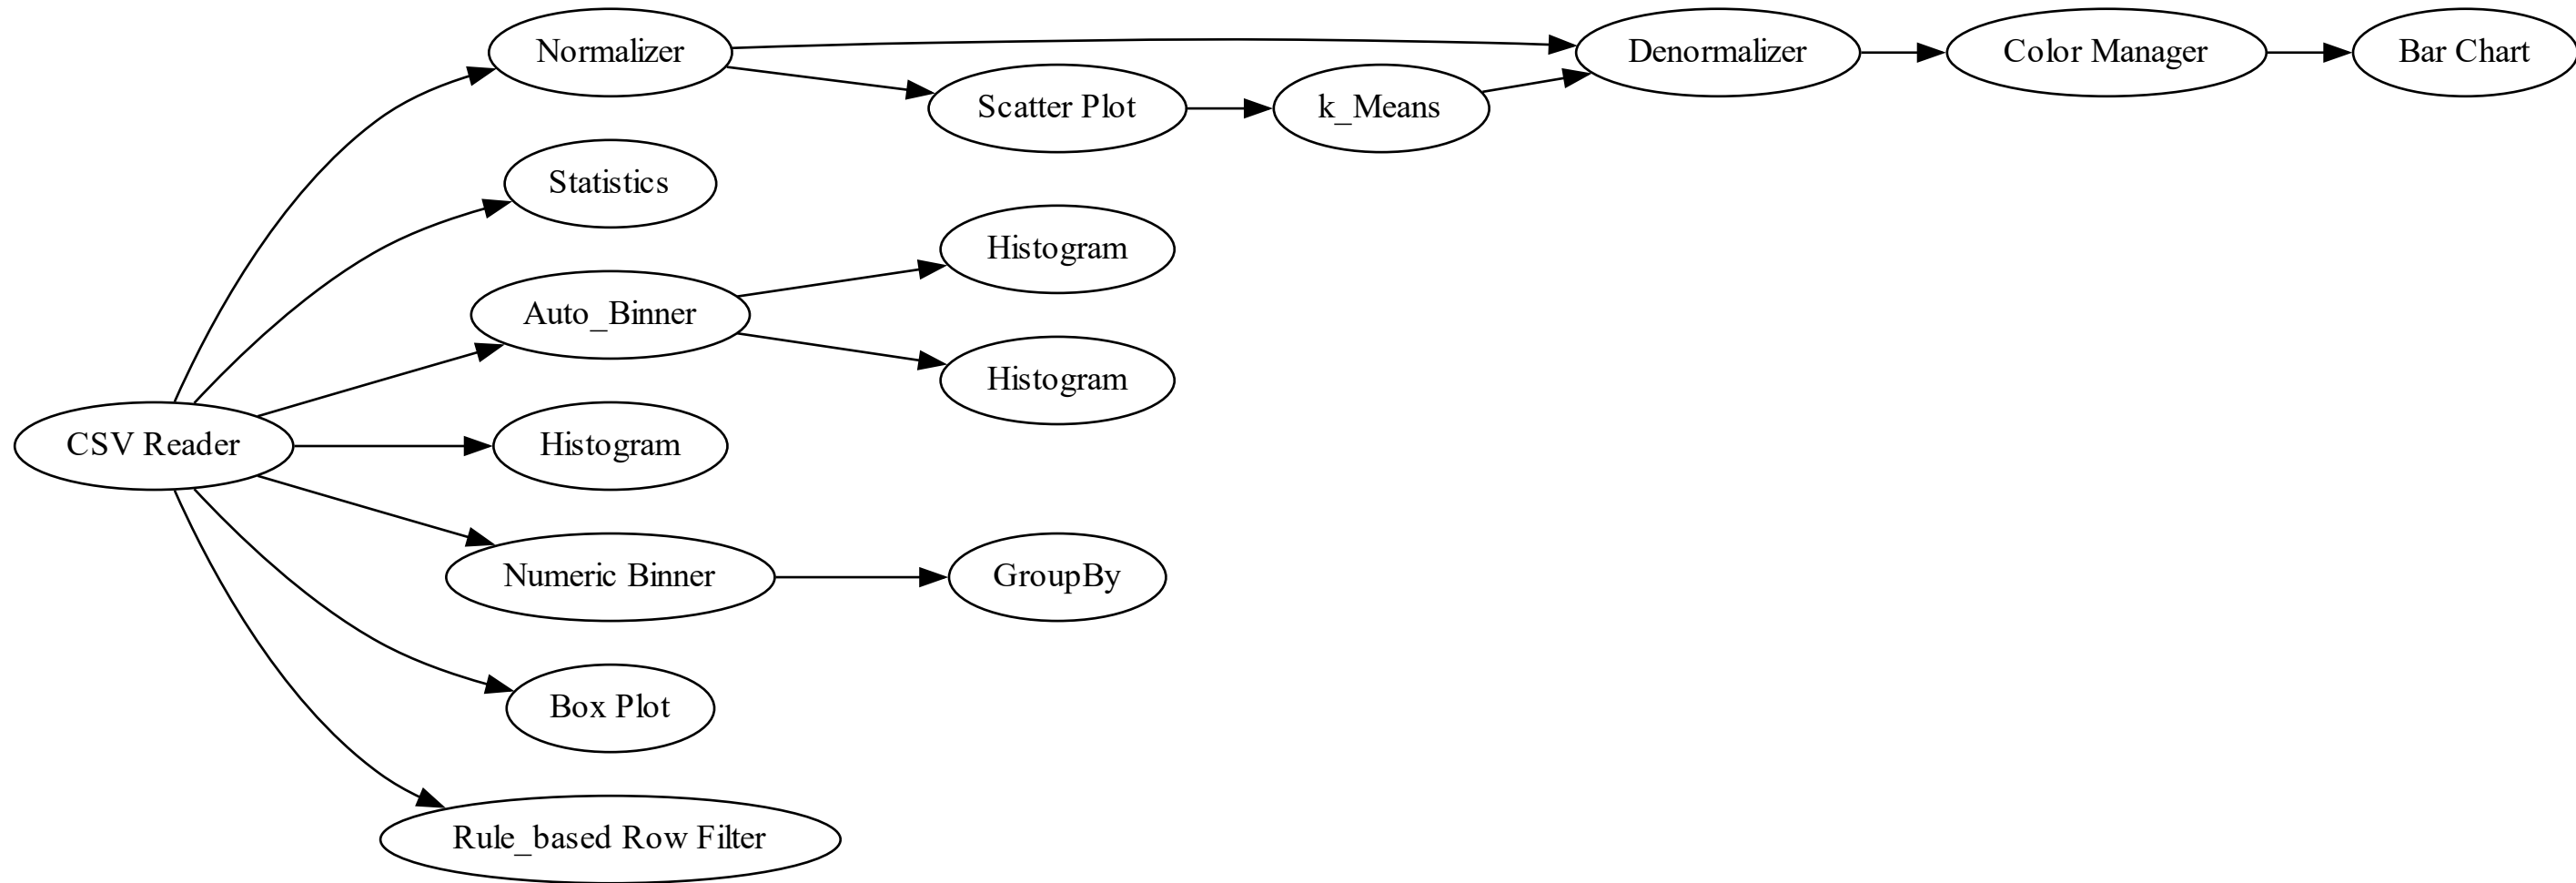 Normalizer
Denormalizer
Color Manager
Bar Chart
Scatter Plot
k_Means
Statistics
Histogram
Auto_Binner
Histogram
CSV Reader
Histogram
Numeric Binner
GroupBy
Box Plot
Rule_based Row Filter